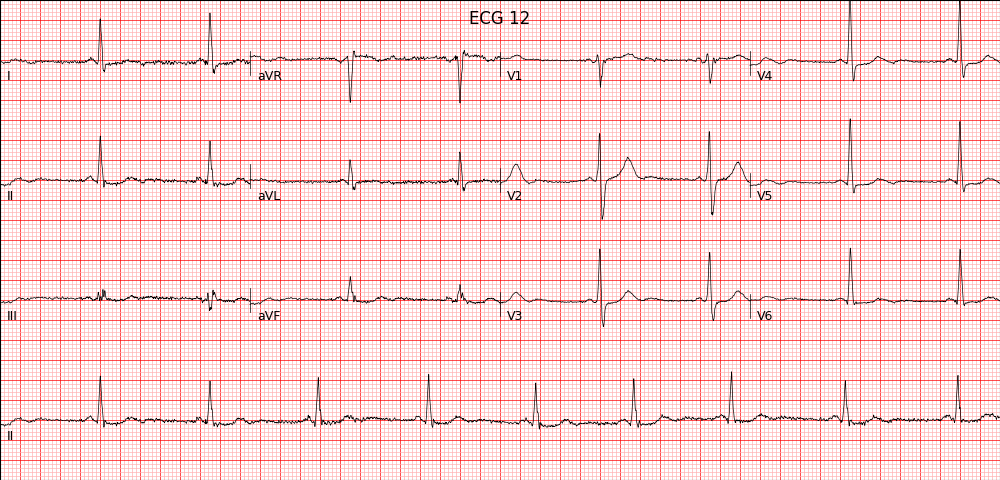 ECG 12
I aVR V1 V4
II aVL V2 V5
III aVF V3 V6
II